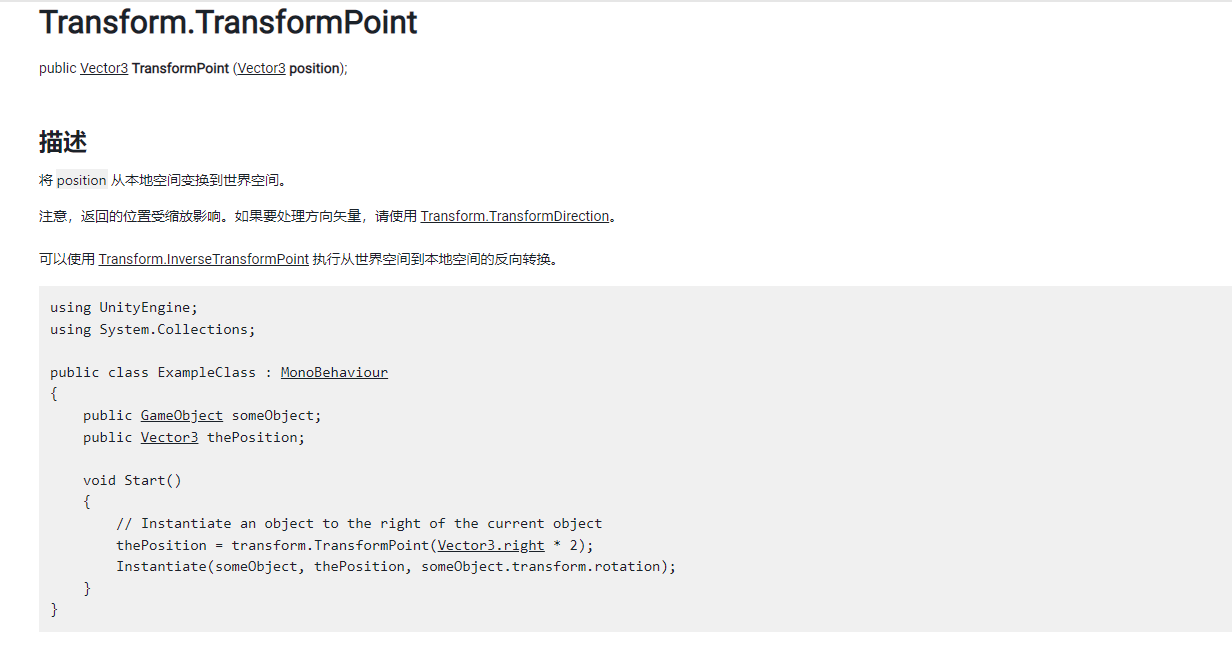 Transform.TransformPoint
public Vector3 TransformPoint (Vector3 position);
描述
将 position 从本地空间变换到世界空间。
注意，返回的位置受缩放影响。如果要处理方向矢量，请使用 Transform.TransformDirection。
可以使用 Transform.InverseTransformPoint 执行从世界空间到本地空间的反向转换。
using UnityEngine;
using System.Collections;
public class ExampleClass : MonoBehaviour
{
    public GameObject someObject;
    public Vector3 thePosition;
    void Start()
    {
        // Instantiate an object to the right of the current object
        thePosition = transform.TransformPoint(Vector3.right * 2);
        Instantiate(someObject, thePosition, someObject.transform.rotation);
    }
}